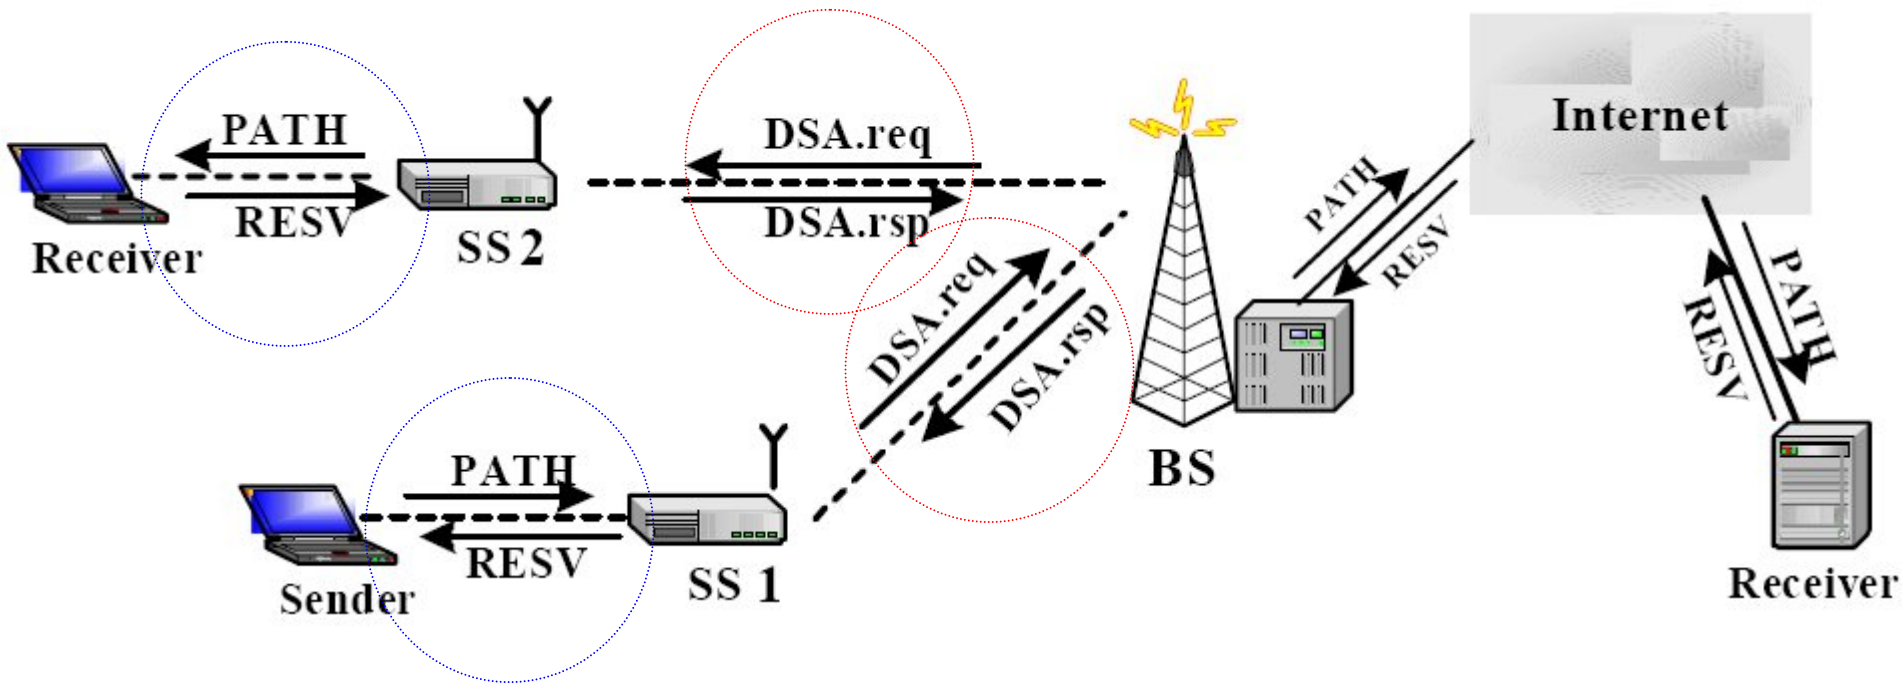 PATH
RESV
Receiver
SS 2
DSA.req
DSA.rsp
DSA.req
DSA.rsp
PATH
RESV
Sender
SS 1
BS
PATH
RESV
Internet
PATH
RESV
Receiver